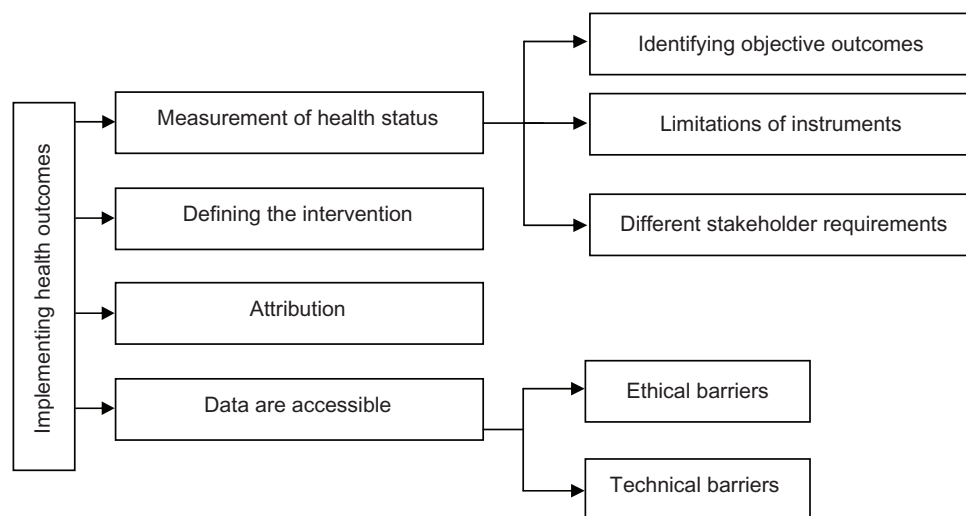 Implementing health outcomes
Measurement of health status
Defining the intervention
Attribution
Data are accessible
Identifying objective outcomes
Limitations of instruments
Different stakeholder requirements
Ethical barriers
Technical barriers